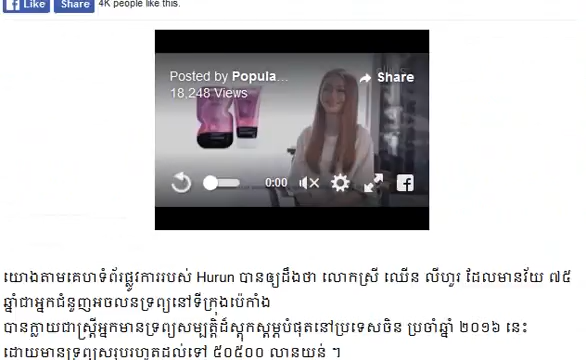 Like Share 4K people like this.
Posted by Popula...
Share
18,248 Views
0:00
យោងតាមគេហទំព័រផ្លូវការរបស់ Hurun បានឲ្យដឹងថា លោកស្រី ឈើន លីហួរ ដែលមានវ័យ ៧៥
ឆ្នាំជាអ្នកជំនួញអចលនទ្រព្យនៅទីក្រុងប៉េកាំង
បានក្លាយជាស្ត្រីអ្នកមានទ្រព្យសម្បត្តិដ៏ស្តុកស្តម្ភបំផុតនៅប្រទេសចិន ប្រចាំឆ្នាំ ២០១៦ នេះ
ដោយមានទ្រព្យសរុបរហូតដល់ទៅ ៥០៥០០ លានយន់ ។